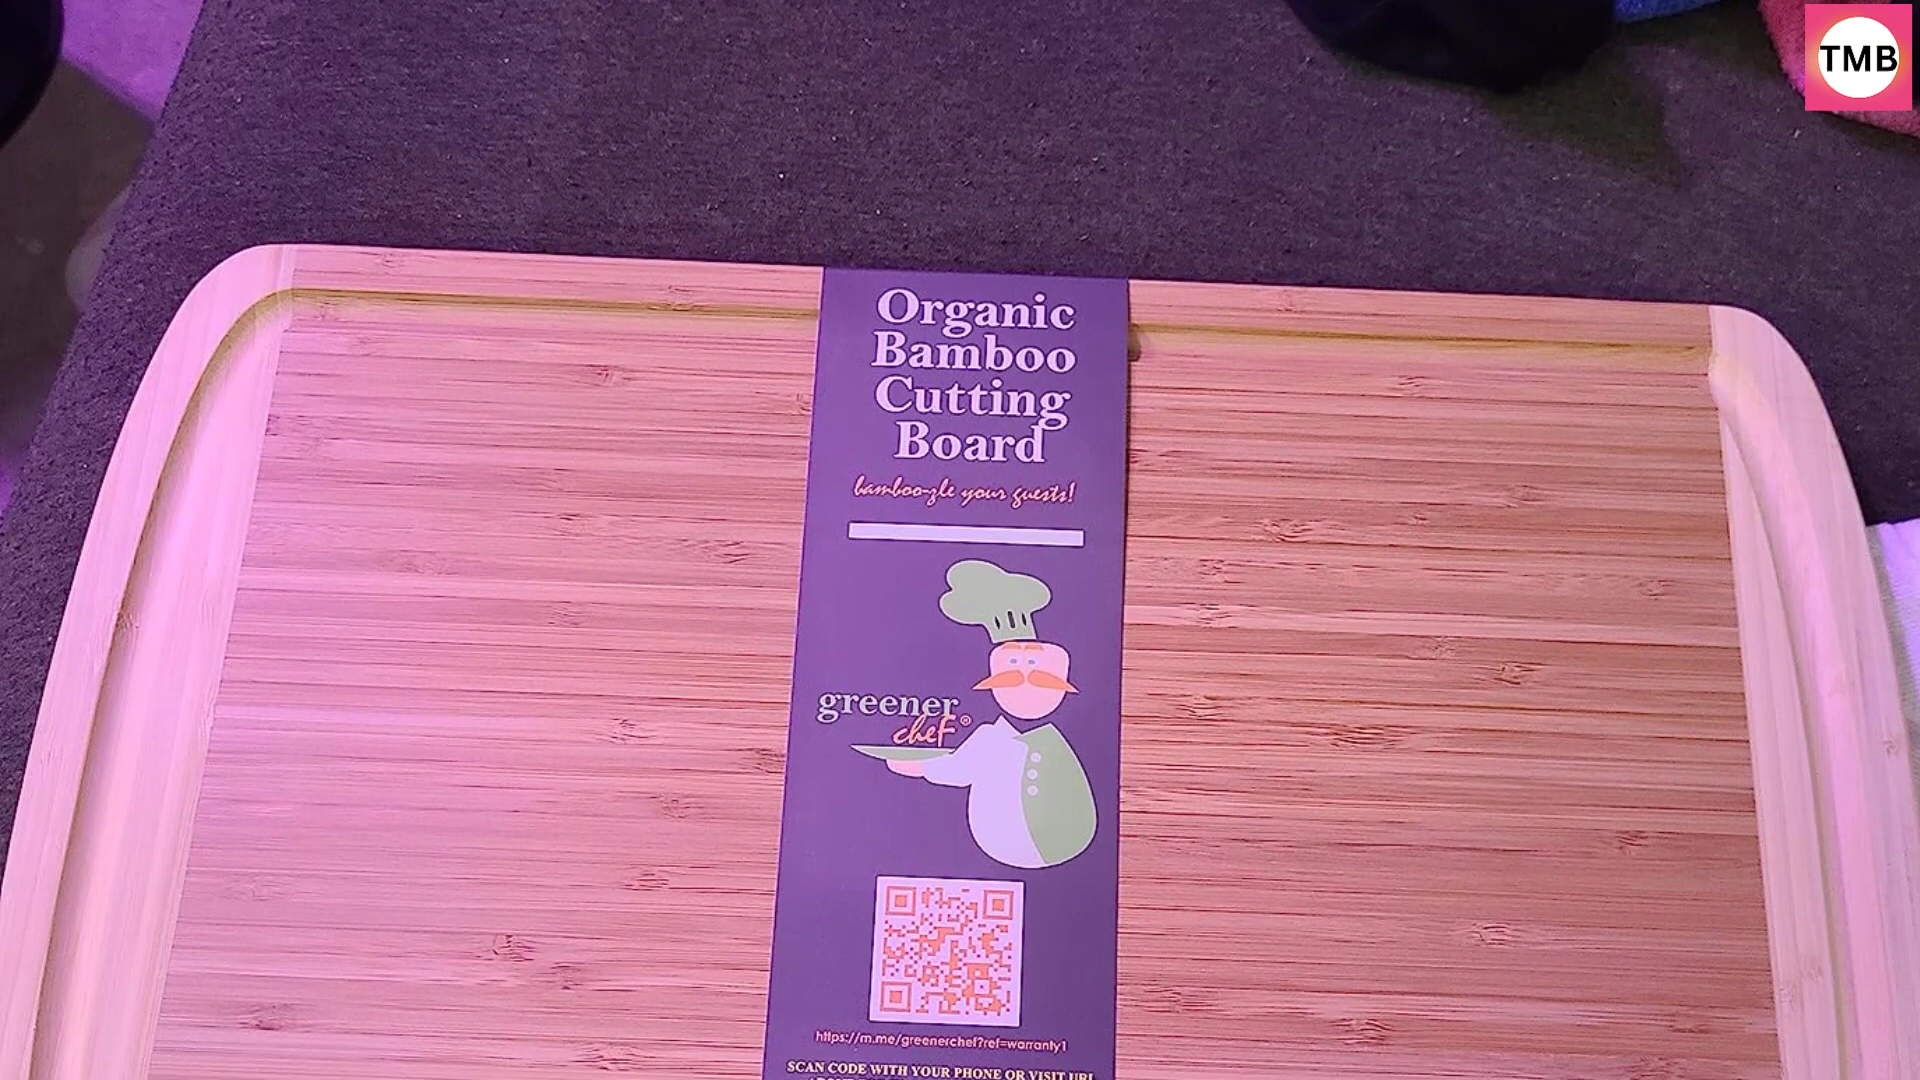 TMB
Organic
Bamboo
Cutting
Board
bamboo-zle your guests!
greener
chef®
https://m.me/greenerchef?ref=warranty1
SCAN CODE WITH YOUR PHONE OR VISIT URL